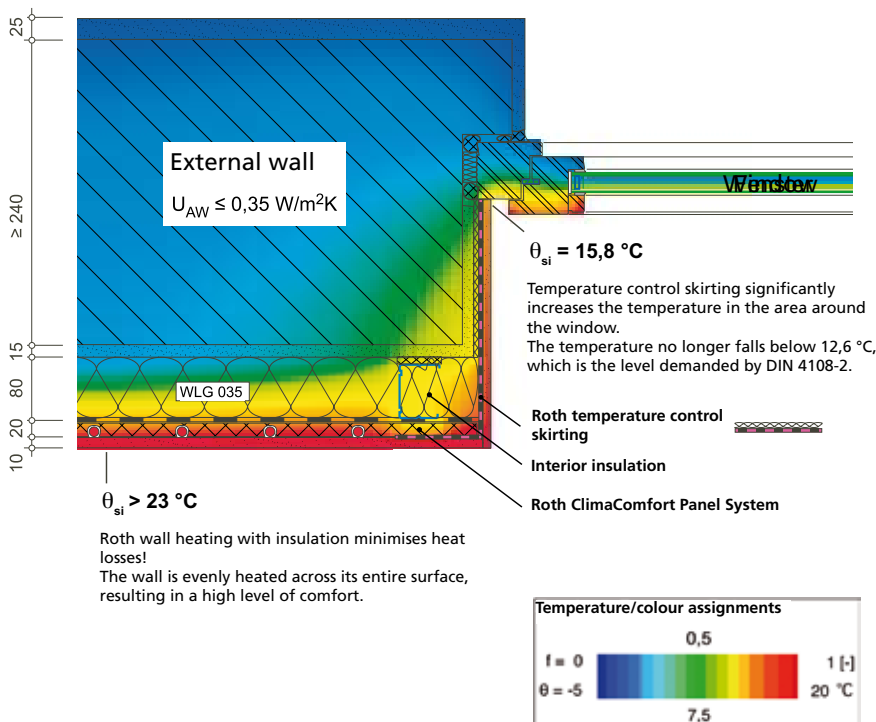 25
≥ 240
15
80
20
10
External wall
U_AW ≤ 0,35 W/m²K
θsi = 15,8 °C
Temperature control skirting significantly
increases the temperature in the area around
the window.
The temperature no longer falls below 12,6 °C,
which is the level demanded by DIN 4108-2.
WLG 035
Roth temperature control
skirting
Interior insulation
Roth ClimaComfort Panel System
θsi > 23 °C
Roth wall heating with insulation minimises heat
losses!
The wall is evenly heated across its entire surface,
resulting in a high level of comfort.
Temperature/colour assignments
0,5
f = 0
1 [-]
θ = -5
20 °C
7,5